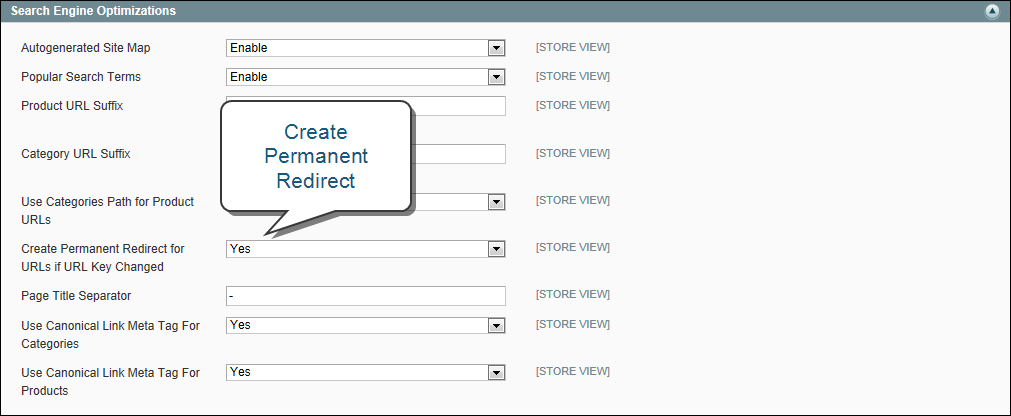 Search Engine Optimizations
Autogenerated Site Map Enable [STORE VIEW]
Popular Search Terms Enable [STORE VIEW]
Product URL Suffix [STORE VIEW]
Create
Permanent
Redirect
Category URL Suffix [STORE VIEW]
Use Categories Path for Product [STORE VIEW]
URLs
Create Permanent Redirect for Yes [STORE VIEW]
URLs if URL Key Changed
Page Title Separator - [STORE VIEW]
Use Canonical Link Meta Tag For Yes [STORE VIEW]
Categories
Use Canonical Link Meta Tag For Yes [STORE VIEW]
Products